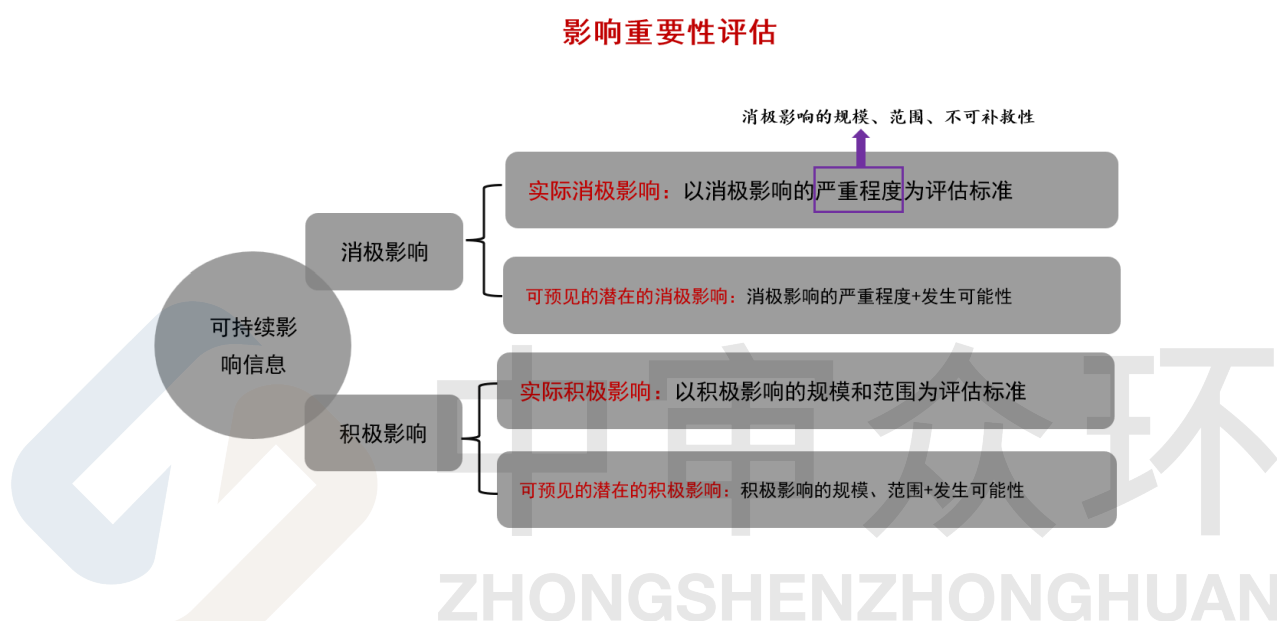 影响重要性评估
消极影响的规模、范围、不可补救性
实际消极影响：以消极影响的严重程度为评估标准
消极影响
可预见的潜在的消极影响：消极影响的严重程度+发生可能性
可持续影
响信息
实际积极影响：以积极影响的规模和范围为评估标准
积极影响
可预见的潜在的积极影响：积极影响的规模、范围+发生可能性
中审众环
ZHONGSHENZHONGHUAN